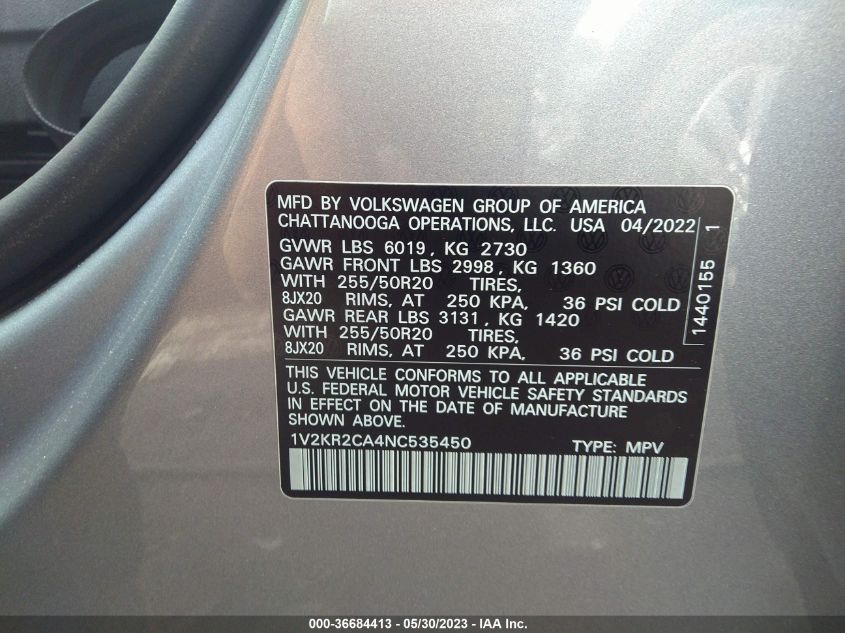 MFD BY VOLKSWAGEN GROUP OF AMERICA
CHATTANOOGA OPERATIONS, LLC. USA 04/2022
GVWR LBS 6019, KG 2730
GAWR FRONT LBS 2998, KG 1360
WITH 255/50R20 TIRES,
8JX20 RIMS, AT 250 KPA, 36 PSI COLD
GAWR REAR LBS 3131, KG 1420
WITH 255/50R20 TIRES,
8JX20 RIMS, AT 250 KPA, 36 PSI COLD
1440155 1
THIS VEHICLE CONFORMS TO ALL APPLICABLE
U.S. FEDERAL MOTOR VEHICLE SAFETY STANDARDS
IN EFFECT ON THE DATE OF MANUFACTURE
SHOWN ABOVE.
1V2KR2CA4NC535450 TYPE: MPV
000-36684413 - 05/30/2023 - IAA Inc.